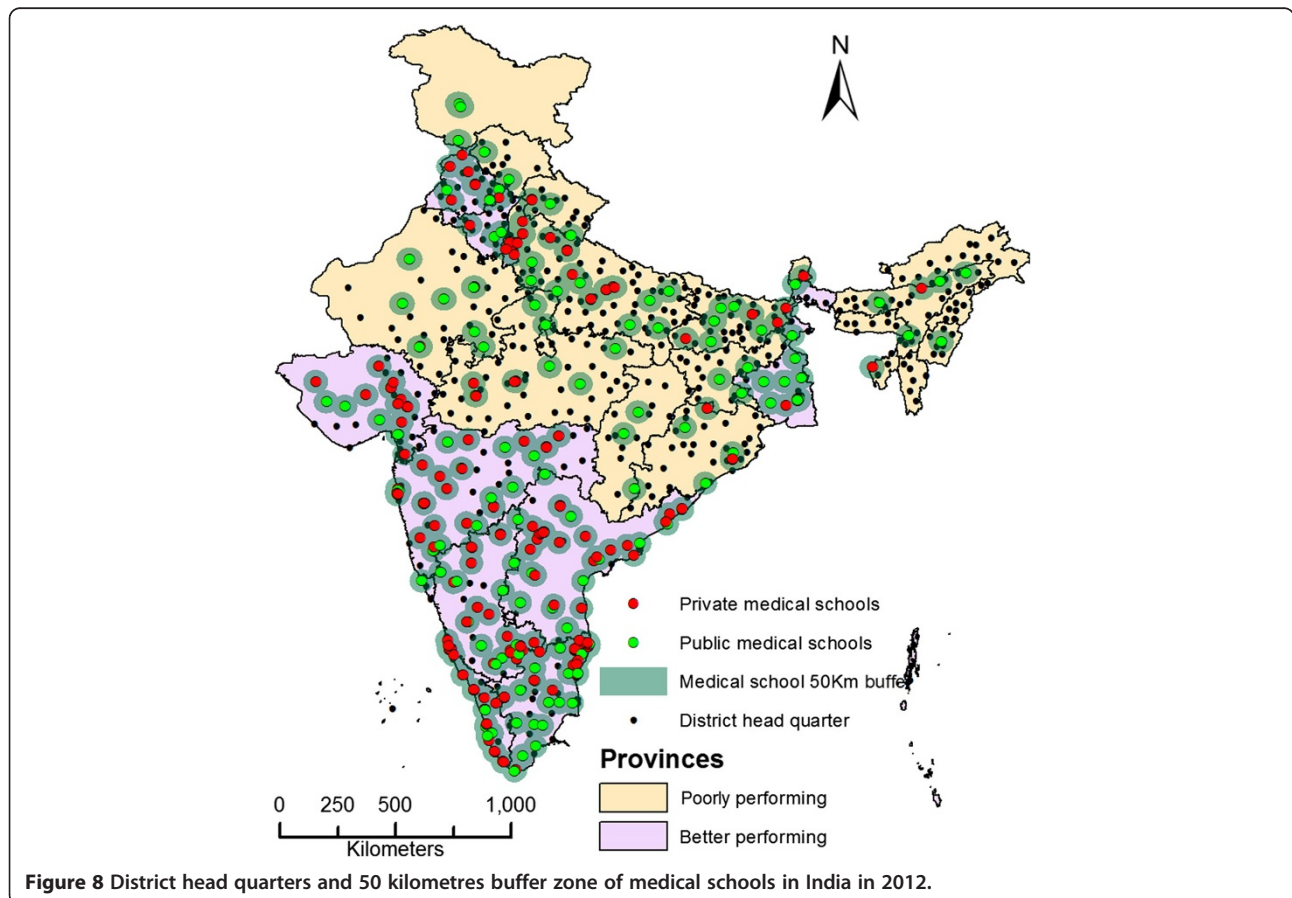 N
Private medical schools
Public medical schools
Medical school 50Km buffe
District head quarter
Provinces
Poorly performing
Better performing
0 250 500 1,000
Kilometers
Figure 8 District head quarters and 50 kilometres buffer zone of medical schools in India in 2012.